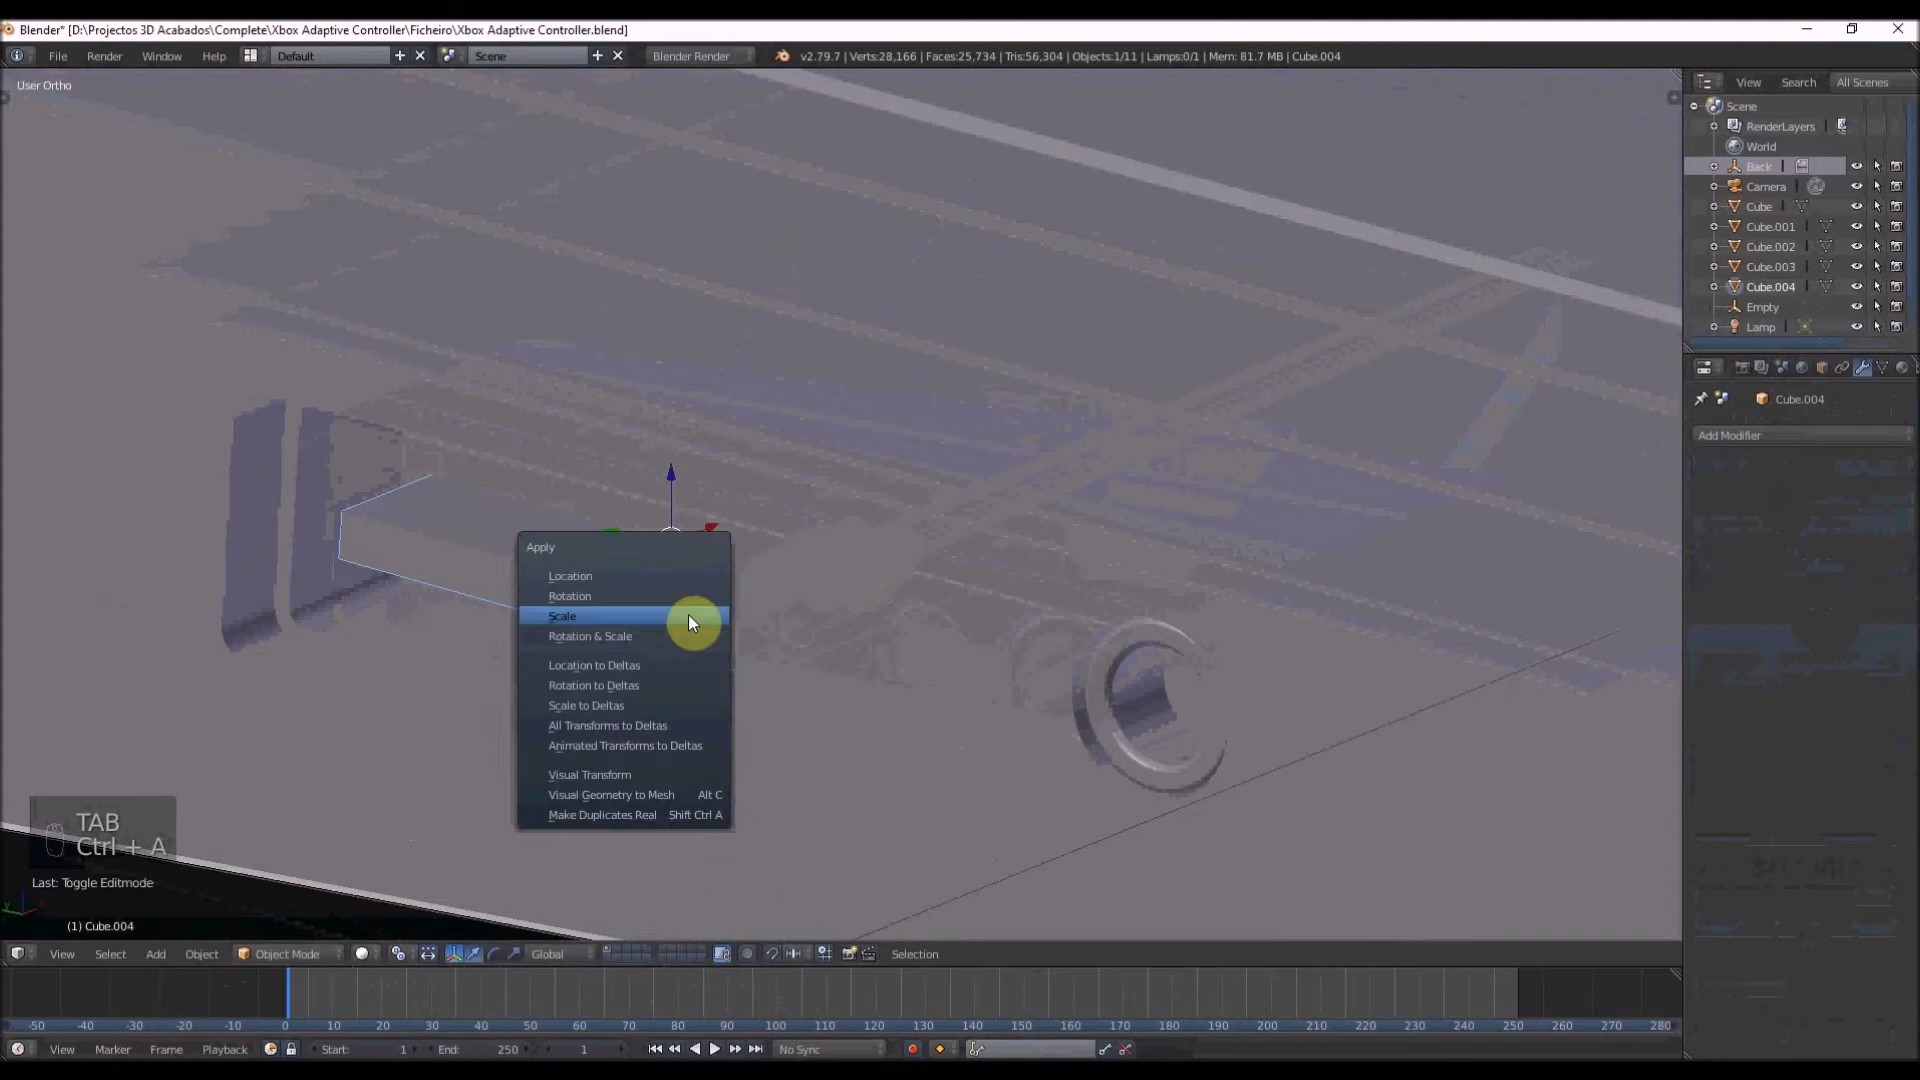 Blender* [D:\Projectos 3D Acabados\Complete\Xbox Adaptive Controller\Ficheiro\Xbox Adaptive Controller.blend]
File Render Window Help Default Scene Blender Render v2.79.7 | Verts:28,166 | Faces:25,734 | Tris:56,304 | Objects:1/11 | Lamps:0/1 | Mem: 81.7 MB | Cube.004
User Ortho
View Search All Scenes
Scene
RenderLayers
World
Back
Camera
Cube
Cube.001
Cube.002
Cube.003
Cube.004
Empty
Lamp
Cube.004
Add Modifier
Apply
Location
Rotation
Scale
Rotation & Scale
Location to Deltas
Rotation to Deltas
Scale to Deltas
All Transforms to Deltas
Animated Transforms to Deltas
Visual Transform
Visual Geometry to Mesh Alt C
Make Duplicates Real Shift Ctrl A
TAB
Ctrl + A
Last: Toggle Editmode
(1) Cube.004
View Select Add Object Object Mode Global Selection
-50 -40 -30 -20 -10 0 10 20 30 40 50 60 70 80 90 100 110 120 130 140 150 160 170 180 190 200 210 220 230 240 250 260 270 280
View Marker Frame Playback Start: 1 End: 250 1 No Sync